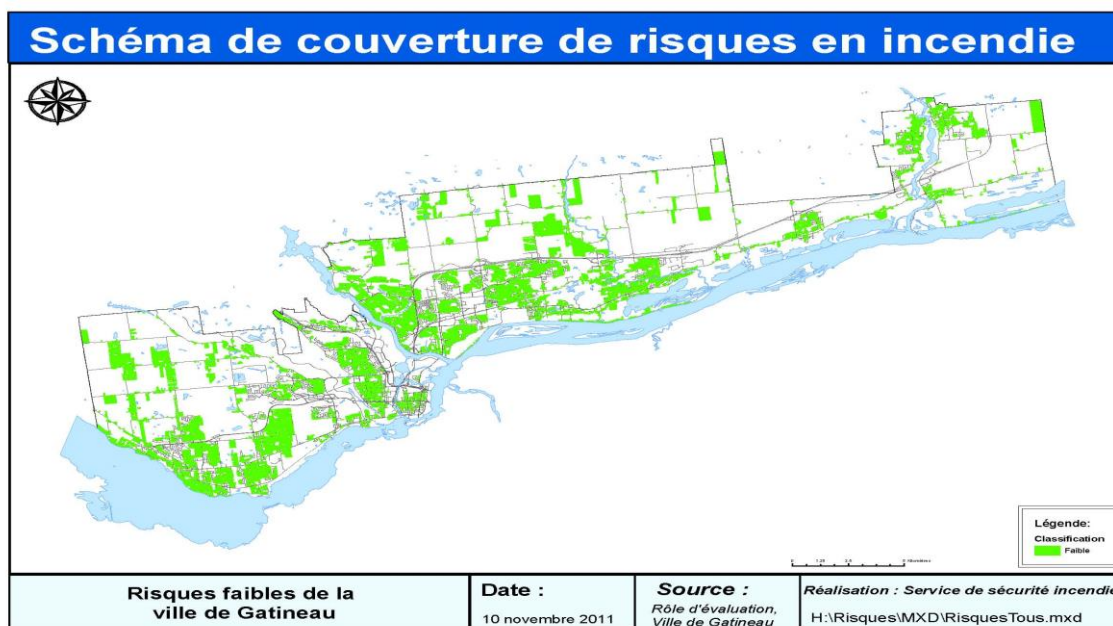 Schéma de couverture de risques en incendie
Légende:
Classification
Faible
Risques faibles de la
ville de Gatineau
Date :
10 novembre 2011
Source :
Rôle d'évaluation,
Ville de Gatineau
Réalisation : Service de sécurité incendie
H:\Risques\MXD\RisquesTous.mxd